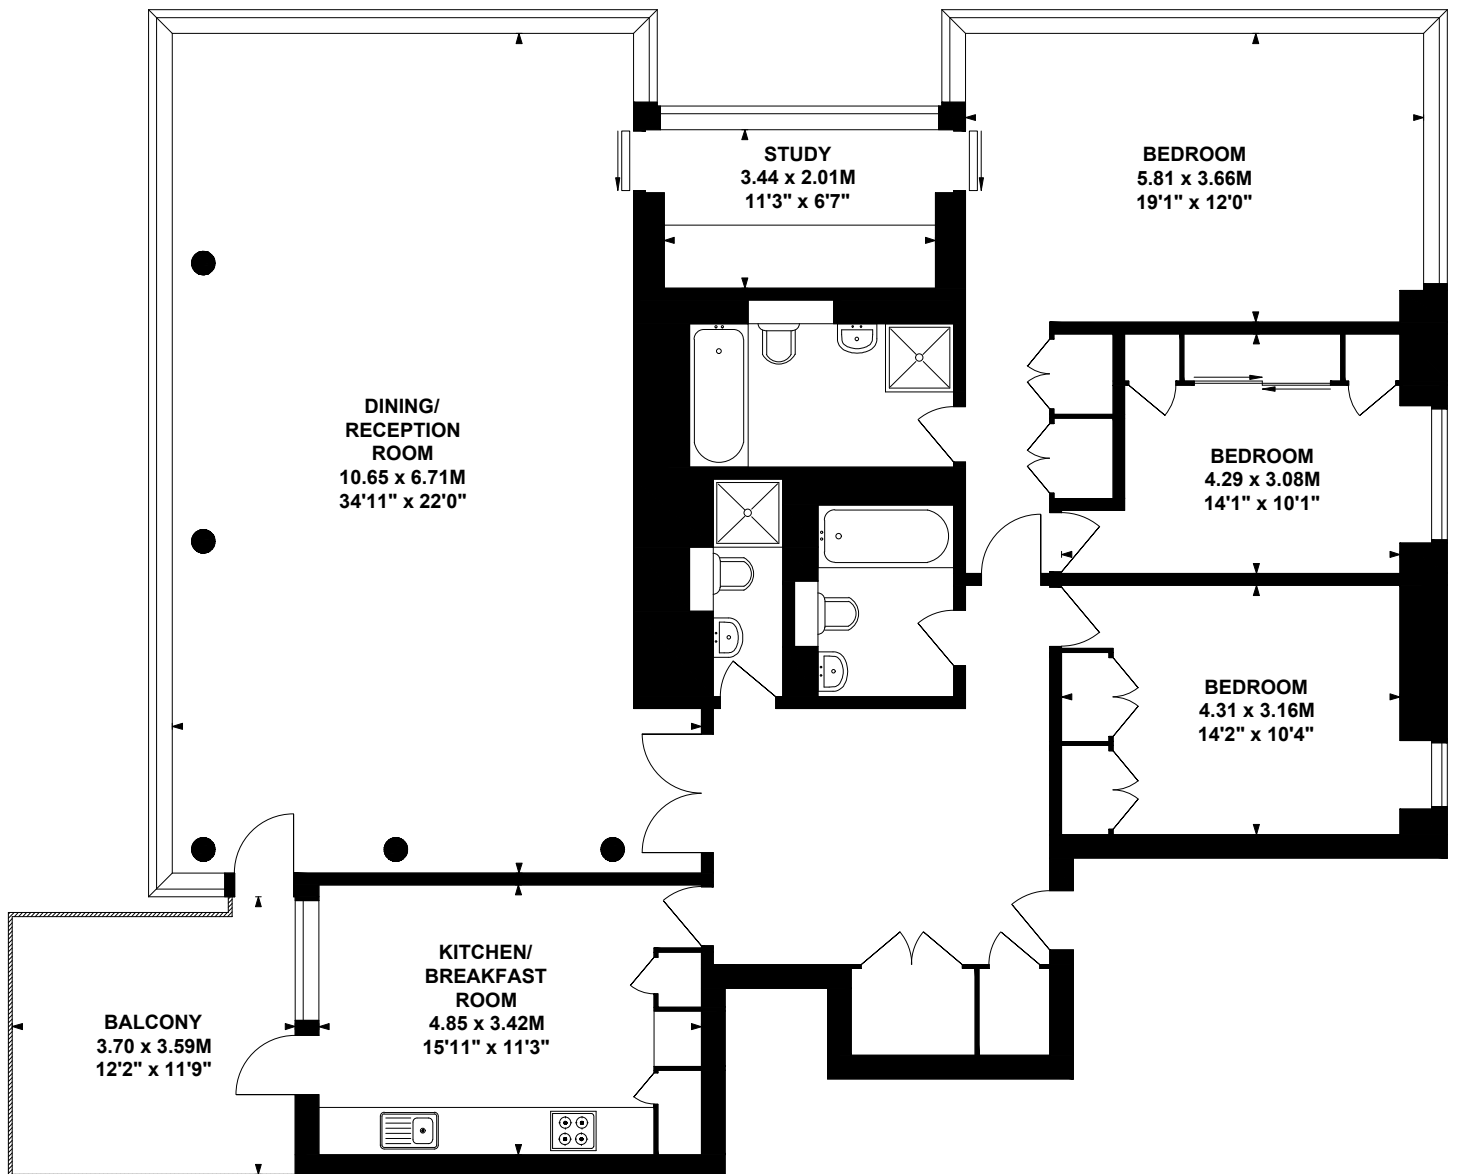 STUDY
3.44 x 2.01M
11'3" x 6'7"
BEDROOM
5.81 x 3.66M
19'1" x 12'0"
DINING/
RECEPTION
ROOM
10.65 x 6.71M
34'11" x 22'0"
BEDROOM
4.29 x 3.08M
14'1" x 10'1"
BEDROOM
4.31 x 3.16M
14'2" x 10'4"
KITCHEN/
BREAKFAST
ROOM
4.85 x 3.42M
15'11" x 11'3"
BALCONY
3.70 x 3.59M
12'2" x 11'9"